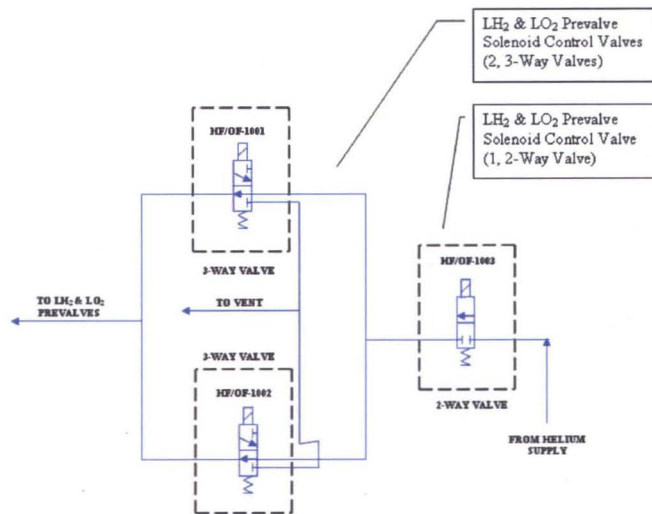 LH₂ & LO₂ Prevalve
Solenoid Control Valves
(2, 3-Way Valves)
LH₂ & LO₂ Prevalve
Solenoid Control Valve
(1, 2-Way Valve)
HF/OF-1001
3-WAY VALVE
HF/OF-1003
TO LH₂ & LO₂
PREVALVES
TO VENT
3-WAY VALVE
HF/OF-1002
2-WAY VALVE
FROM HELIUM
SUPPLY